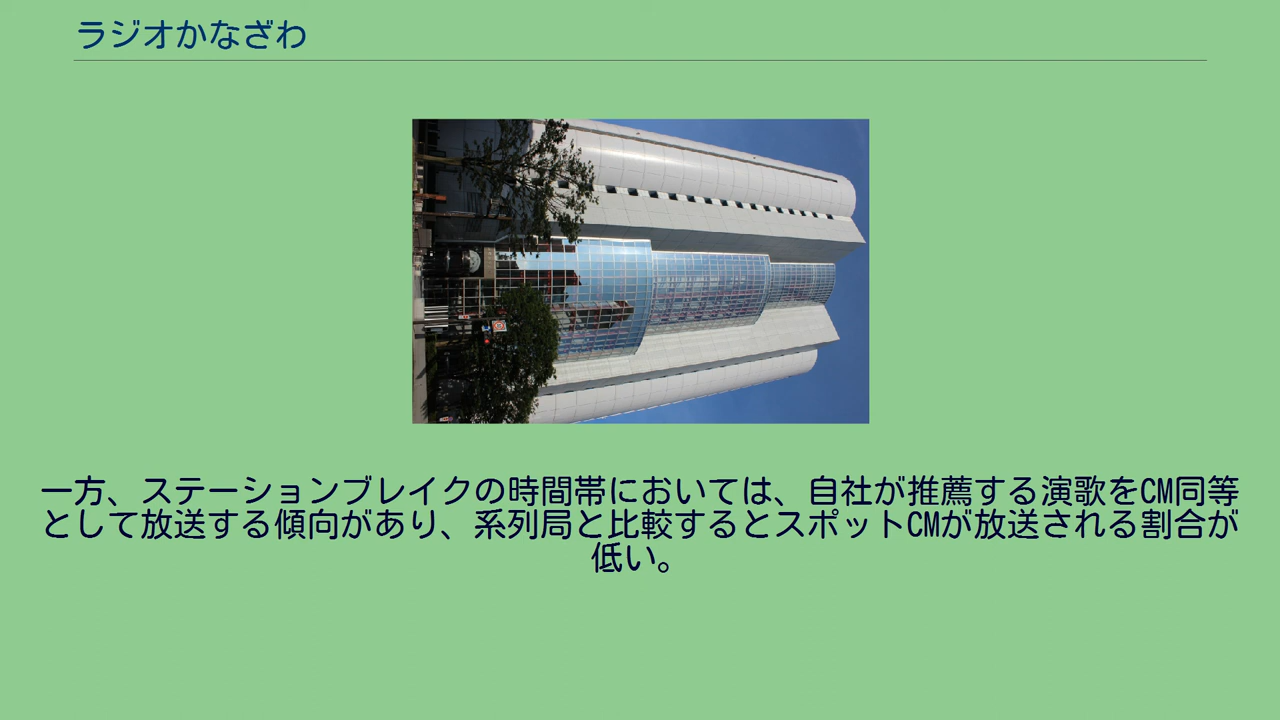 ラジオかなざわ
一方、ステーションブレイクの時間帯においては、自社が推薦する演歌をCM同等
として放送する傾向があり、系列局と比較するとスポットCMが放送される割合が
低い。